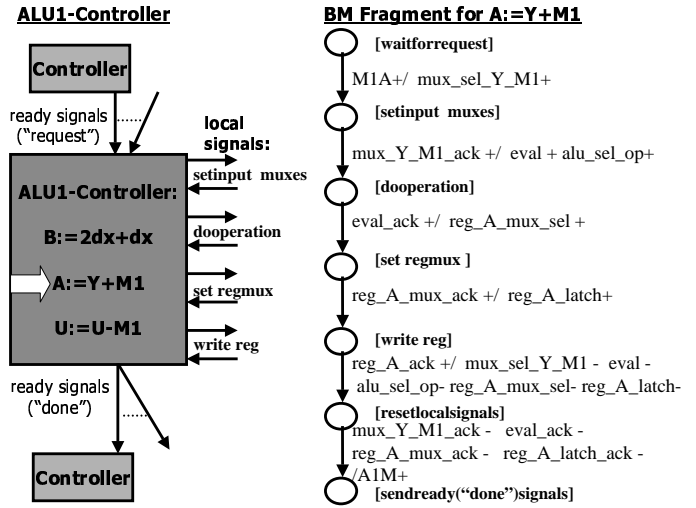 ALU1-Controller
Controller
ready signals
("request")
......
local
signals:
ALU1-Controller:
B:=2dx+dx
A:=Y+M1
U:=U-M1
setinput muxes
dooperation
set regmux
write reg
ready signals
("done")
......
Controller
BM Fragment for A:=Y+M1
[waitforrequest]
M1A+/ mux_sel_Y_M1+
[setinput muxes]
mux_Y_M1_ack +/ eval + alu_sel_op+
[dooperation]
eval_ack +/ reg_A_mux_sel +
[set regmux ]
reg_A_mux_ack +/ reg_A_latch+
[write reg]
reg_A_ack +/ mux_sel_Y_M1 - eval -
alu_sel_op- reg_A_mux_sel- reg_A_latch-
[resetlocalsignals]
mux_Y_M1_ack - eval_ack -
reg_A_mux_ack - reg_A_latch_ack -
/A1M+
[sendready("done")signals]